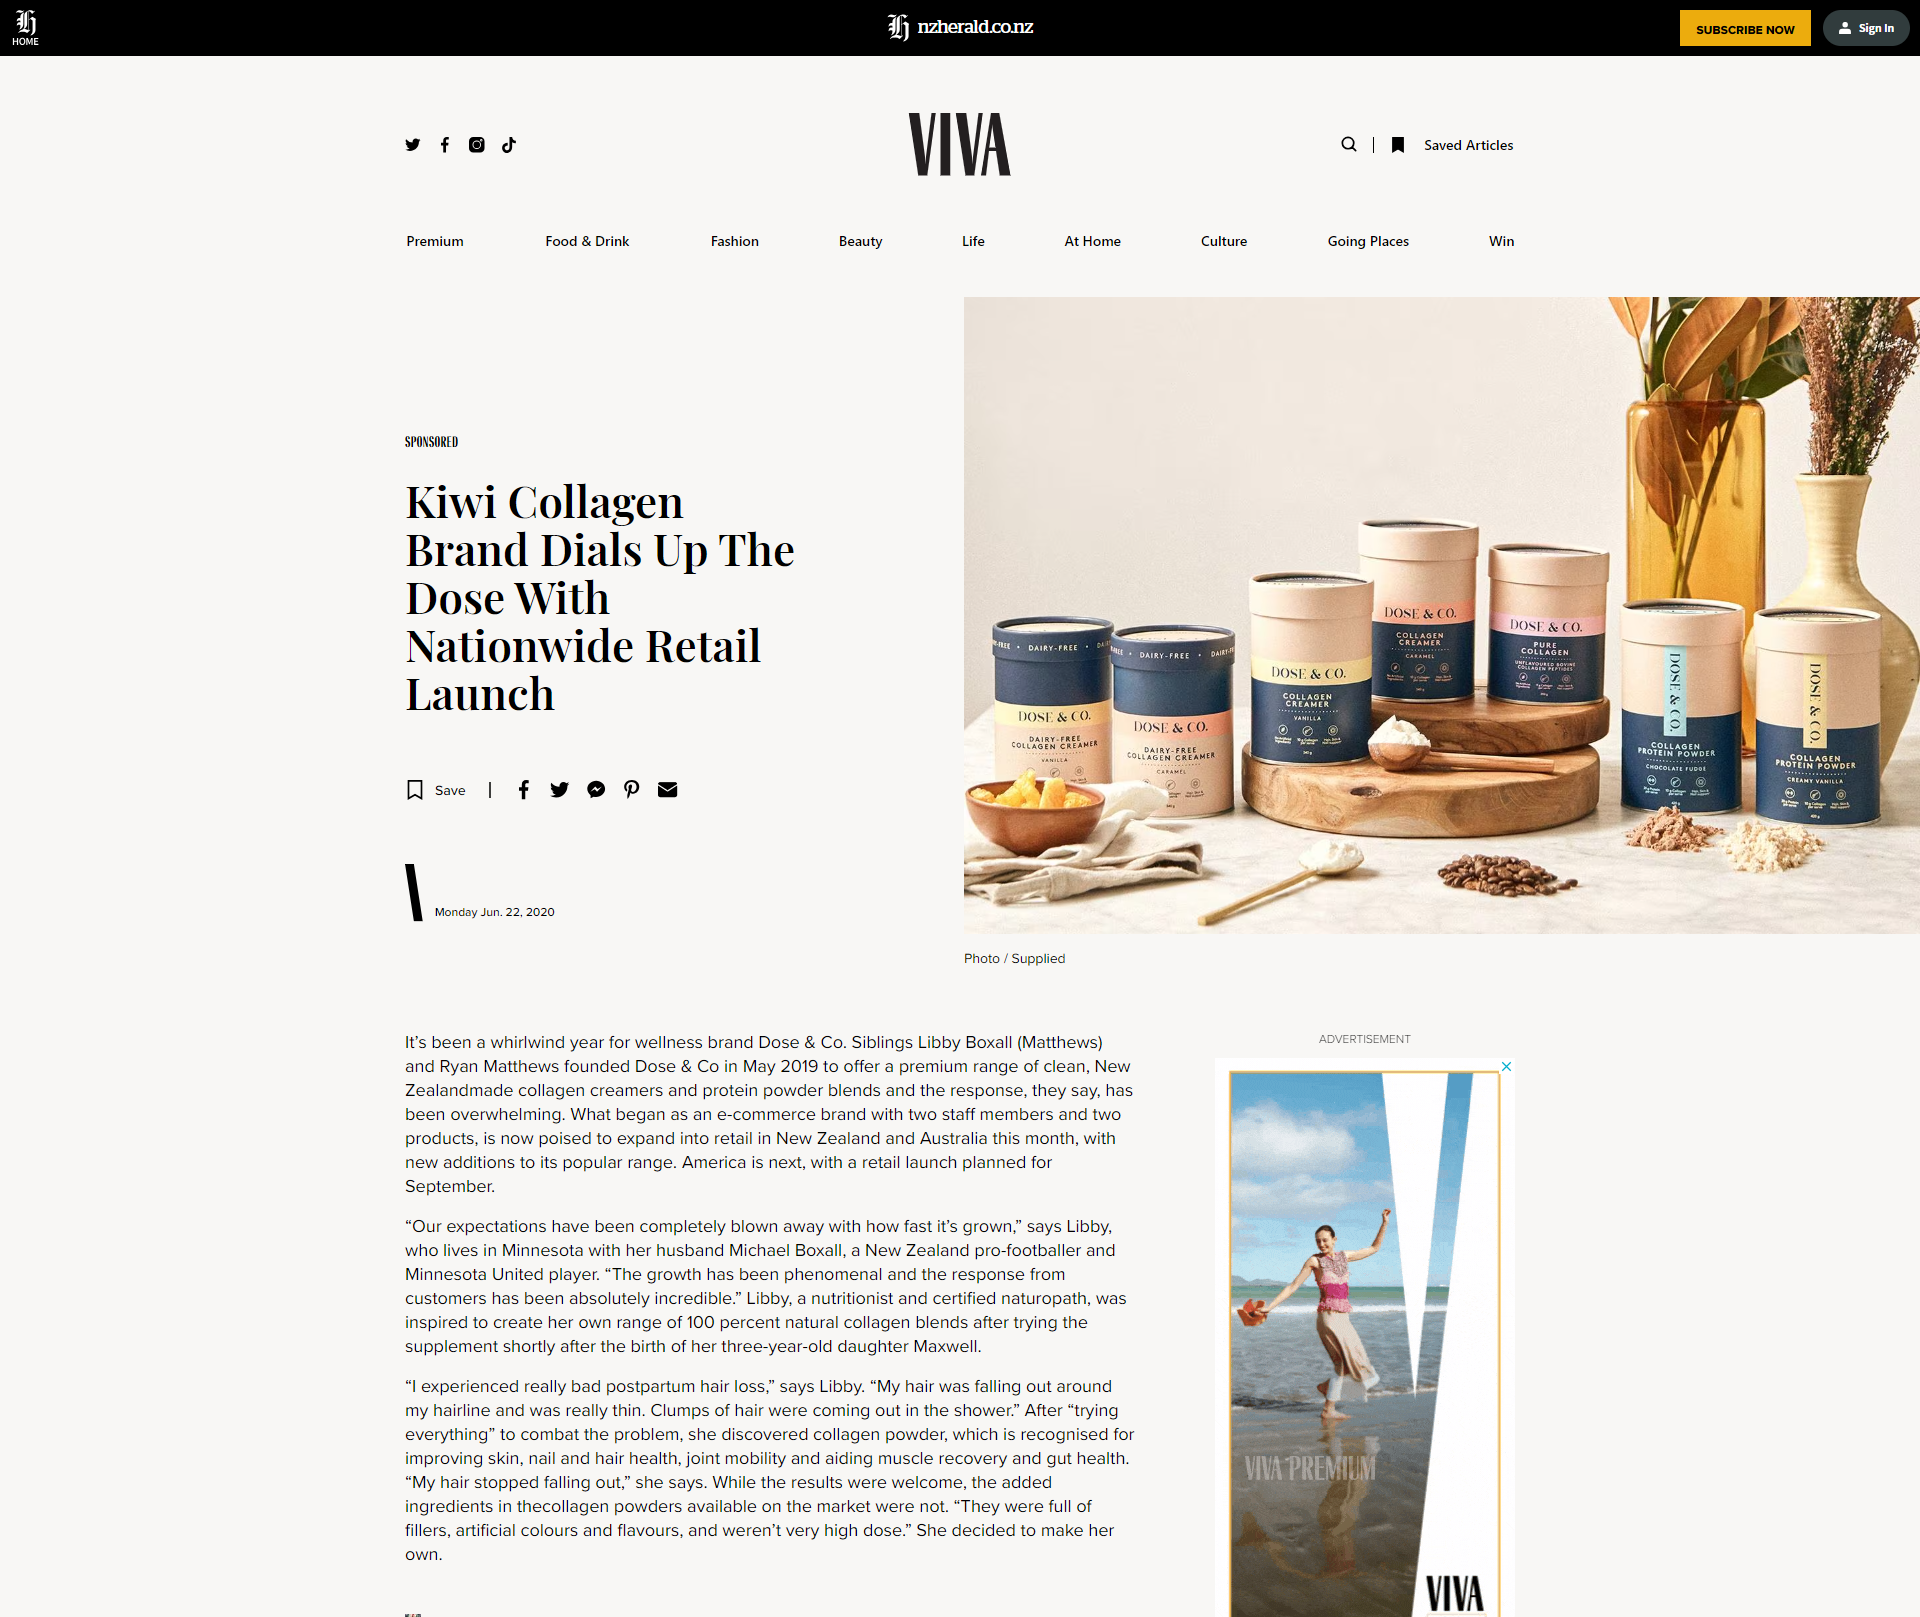 HOME
nzherald.co.nz
SUBSCRIBE NOW
Sign In
VIVA
Saved Articles
Premium
Food & Drink
Fashion
Beauty
Life
At Home
Culture
Going Places
Win
SPONSORED
Kiwi Collagen
Brand Dials Up The
Dose With
Nationwide Retail
Launch
Save
Monday Jun. 22, 2020
DAIRY-FREE
DOSE & CO.
DAIRY-FREE
COLLAGEN CREAMER
VANILLA
DAIRY-FREE
DOSE & CO.
DAIRY-FREE
COLLAGEN CREAMER
CARAMEL
DOSE & CO.
COLLAGEN
CREAMER
VANILLA
DOSE & CO.
COLLAGEN
CREAMER
CARAMEL
DOSE & CO.
PURE
COLLAGEN
UNFLAVOURED BOVINE
COLLAGEN PEPTIDES
DOSE & CO.
COLLAGEN
PROTEIN POWDER
CHOCOLATE FUDGE
DOSE & CO.
COLLAGEN
PROTEIN POWDER
CREAMY VANILLA
Photo / Supplied
It’s been a whirlwind year for wellness brand Dose & Co. Siblings Libby Boxall (Matthews)
and Ryan Matthews founded Dose & Co in May 2019 to offer a premium range of clean, New
Zealandmade collagen creamers and protein powder blends and the response, they say, has
been overwhelming. What began as an e-commerce brand with two staff members and two
products, is now poised to expand into retail in New Zealand and Australia this month, with
new additions to its popular range. America is next, with a retail launch planned for
September.
“Our expectations have been completely blown away with how fast it’s grown,” says Libby,
who lives in Minnesota with her husband Michael Boxall, a New Zealand pro-footballer and
Minnesota United player. “The growth has been phenomenal and the response from
customers has been absolutely incredible.” Libby, a nutritionist and certified naturopath, was
inspired to create her own range of 100 percent natural collagen blends after trying the
supplement shortly after the birth of her three-year-old daughter Maxwell.
“I experienced really bad postpartum hair loss,” says Libby. “My hair was falling out around
my hairline and was really thin. Clumps of hair were coming out in the shower.” After “trying
everything” to combat the problem, she discovered collagen powder, which is recognised for
improving skin, nail and hair health, joint mobility and aiding muscle recovery and gut health.
“My hair stopped falling out,” she says. While the results were welcome, the added
ingredients in thecollagen powders available on the market were not. “They were full of
fillers, artificial colours and flavours, and weren’t very high dose.” She decided to make her
own.
ADVERTISEMENT
VIVA PREMIUM
VIVA